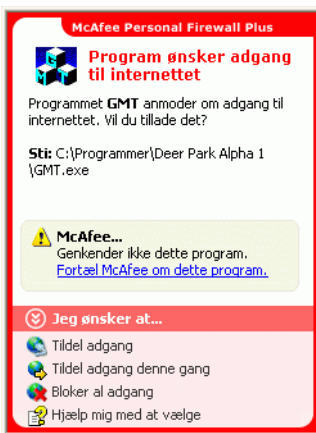 McAfee Personal Firewall Plus
Program ønsker adgang
til internettet
Programmet GMT anmoder om adgang til
internettet. Vil du tillade det?
Sti: C:\Programmer\Deer Park Alpha 1
\GMT.exe
McAfee...
Genkender ikke dette program.
Fortæl McAfee om dette program.
Jeg ønsker at...
Tildel adgang
Tildel adgang denne gang
Bloker al adgang
Hjælp mig med at vælge